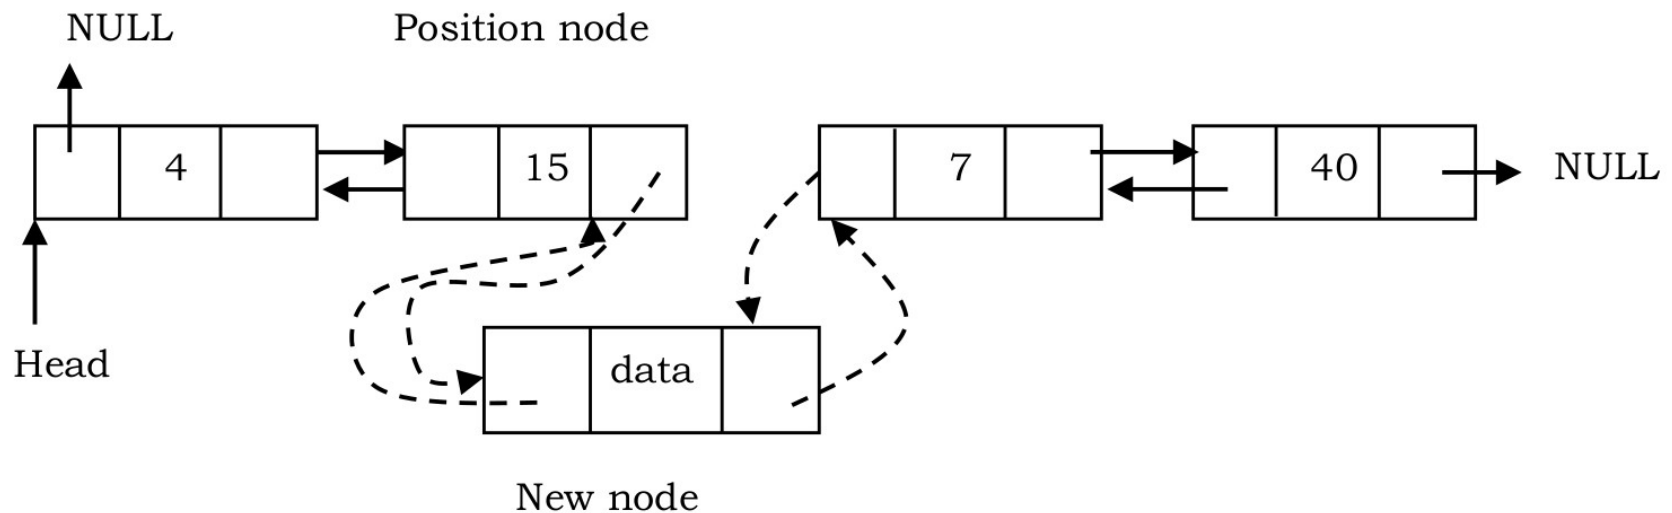 NULL
Position node
4
15
7
40
NULL
Head
data
New node